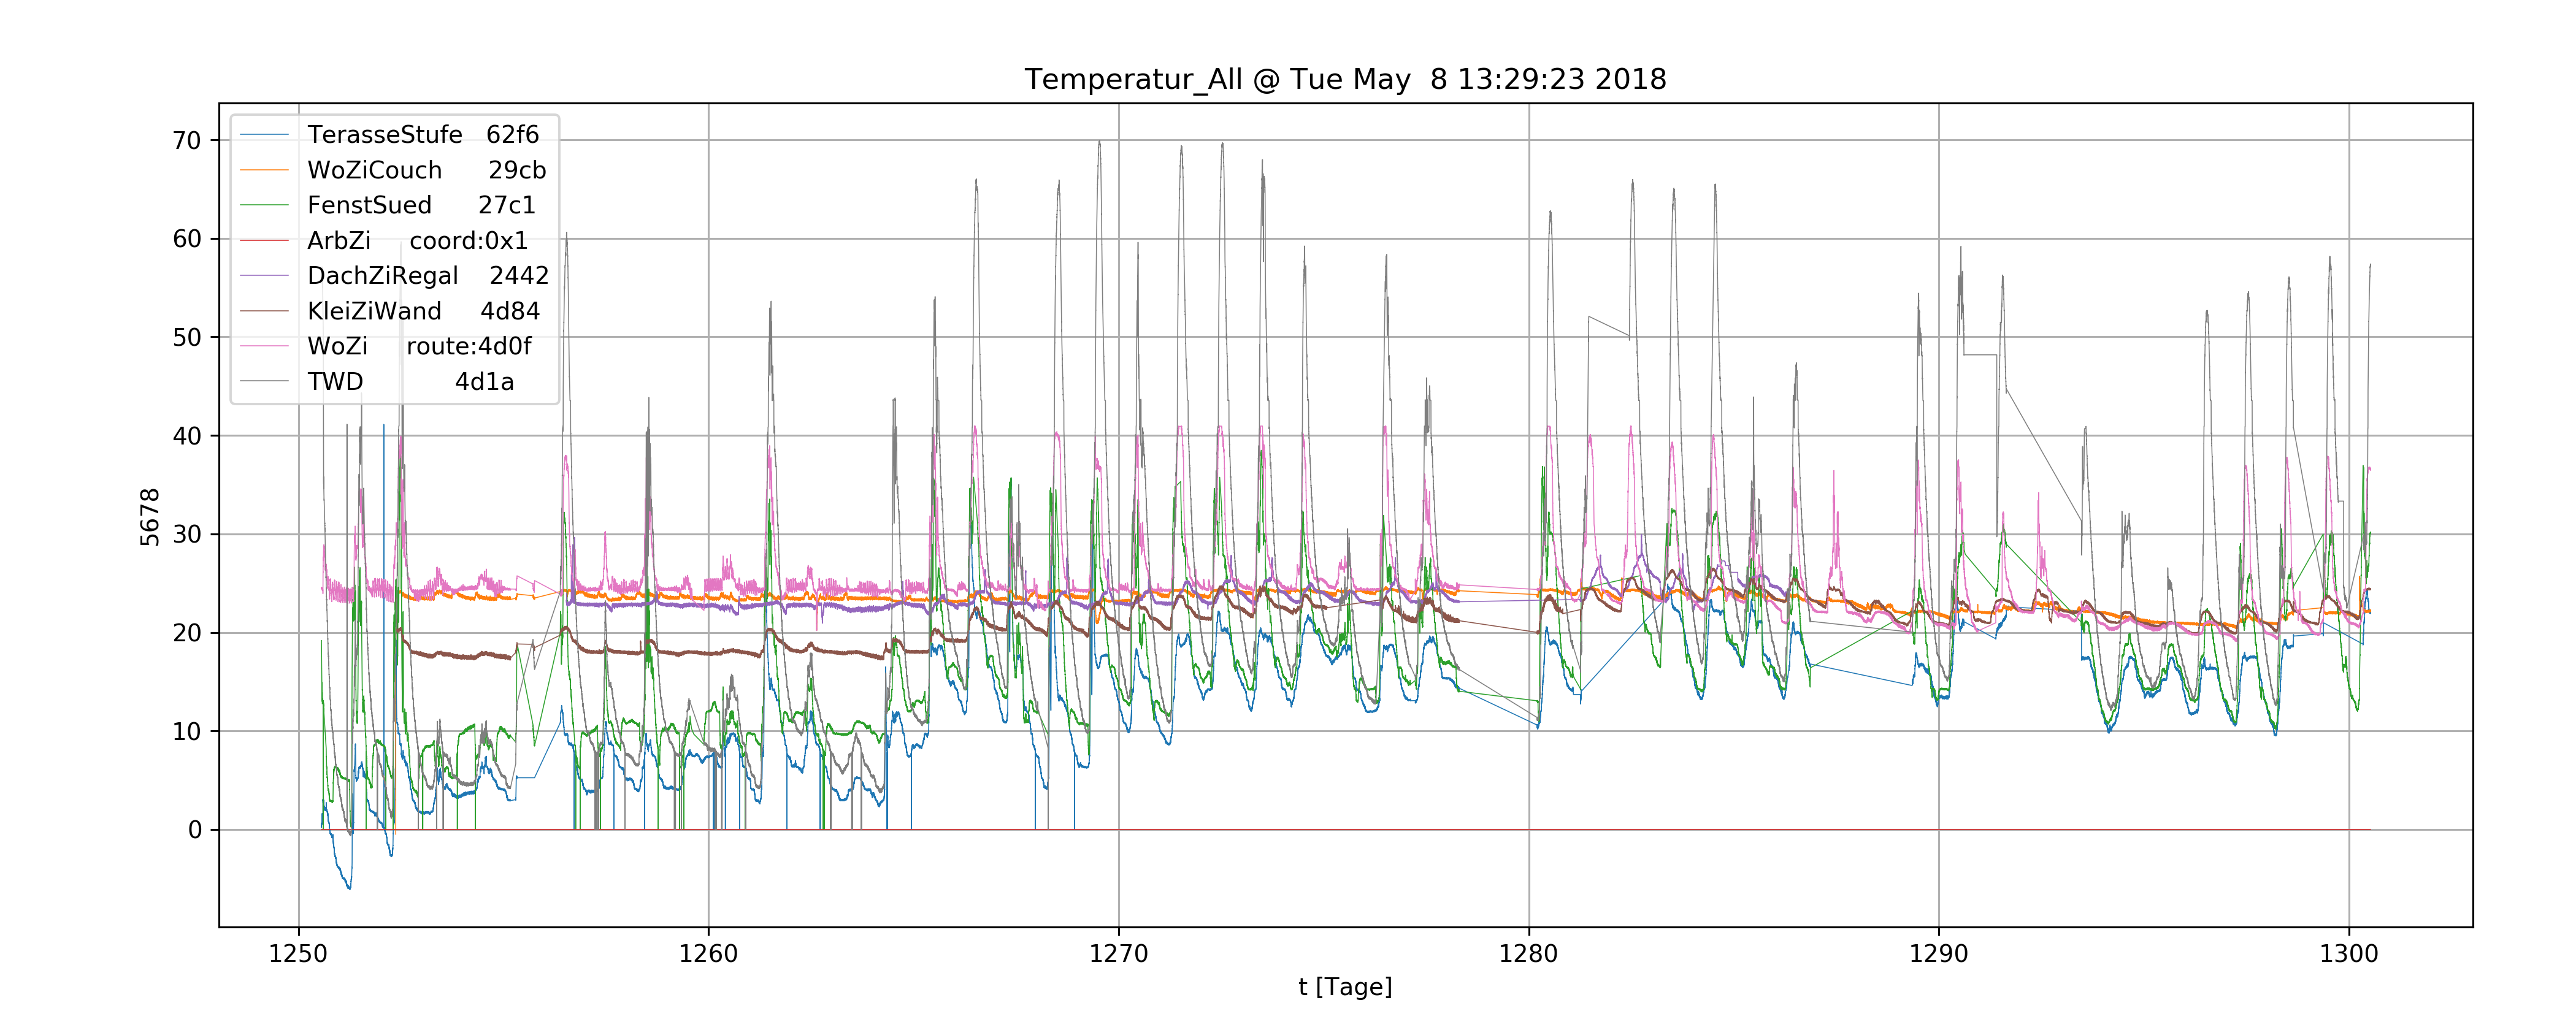 Temperatur_All @ Tue May  8 13:29:23 2018
TerasseStufe 62f6
WoZiCouch 29cb
FenstSued 27c1
ArbZi coord:0x1
DachZiRegal 2442
KleiZiWand 4d84
WoZi route:4d0f
TWD 4d1a
70
60
50
40
30
20
10
0
5678
1250 1260 1270 1280 1290 1300
t [Tage]